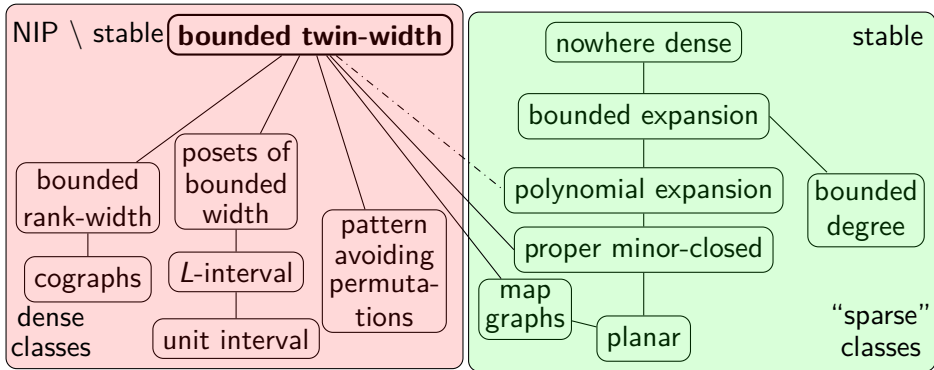 NIP \ stable
bounded twin-width
bounded
rank-width
cographs
dense
classes
posets of
bounded
width
L-interval
unit interval
pattern
avoiding
permuta-
tions
stable
nowhere dense
bounded expansion
polynomial expansion
bounded
degree
proper minor-closed
map
graphs
planar
“sparse”
classes